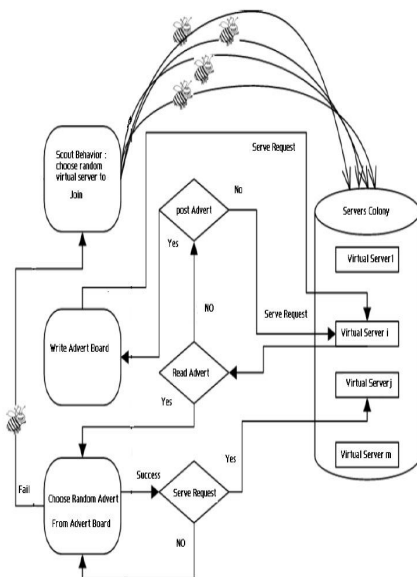 Scout Behavior :
choose random
virtual server to
Join
Serve Request
Servers Colony
Virtual Server1
post Advert
No
Yes
Serve Request
Virtual Server i
Write Advert Board
NO
Read Advert
Yes
Virtual Serverj
Yes
Virtual Server m
Fail
Choose Random Advert
From Advert Board
Success
Serve Request
NO